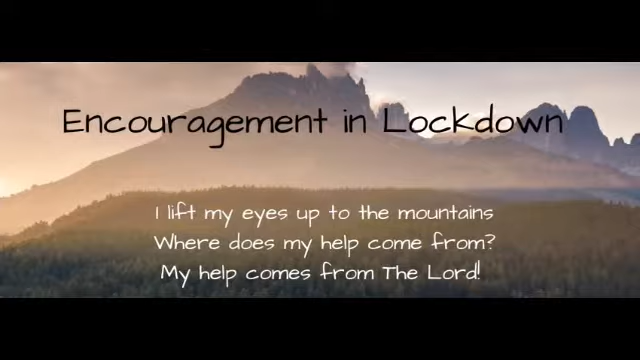 Encouragement in Lockdown
I lift my eyes up to the mountains
Where does my help come from?
My help comes from The Lord!